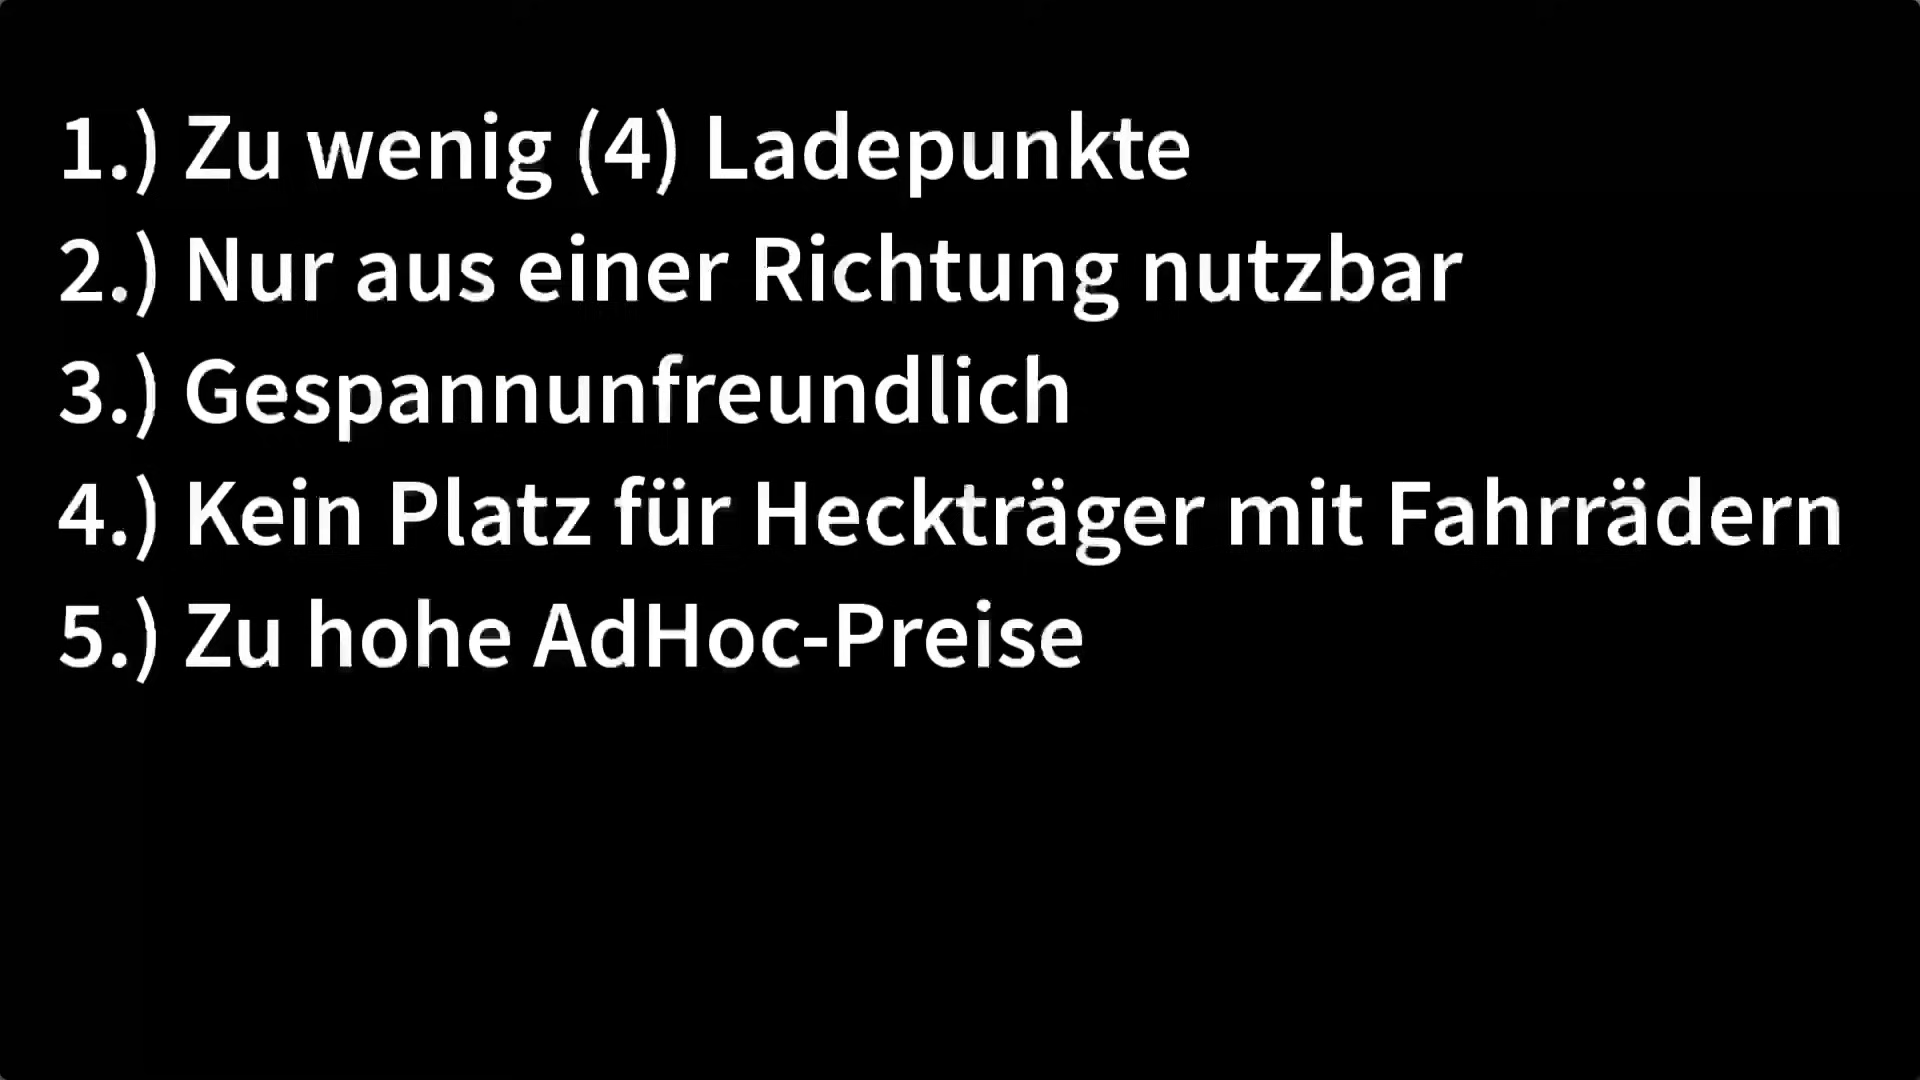 1.) Zu wenig (4) Ladepunkte
2.) Nur aus einer Richtung nutzbar
3.) Gespannunfreundlich
4.) Kein Platz für Heckträger mit Fahrrädern
5.) Zu hohe AdHoc-Preise